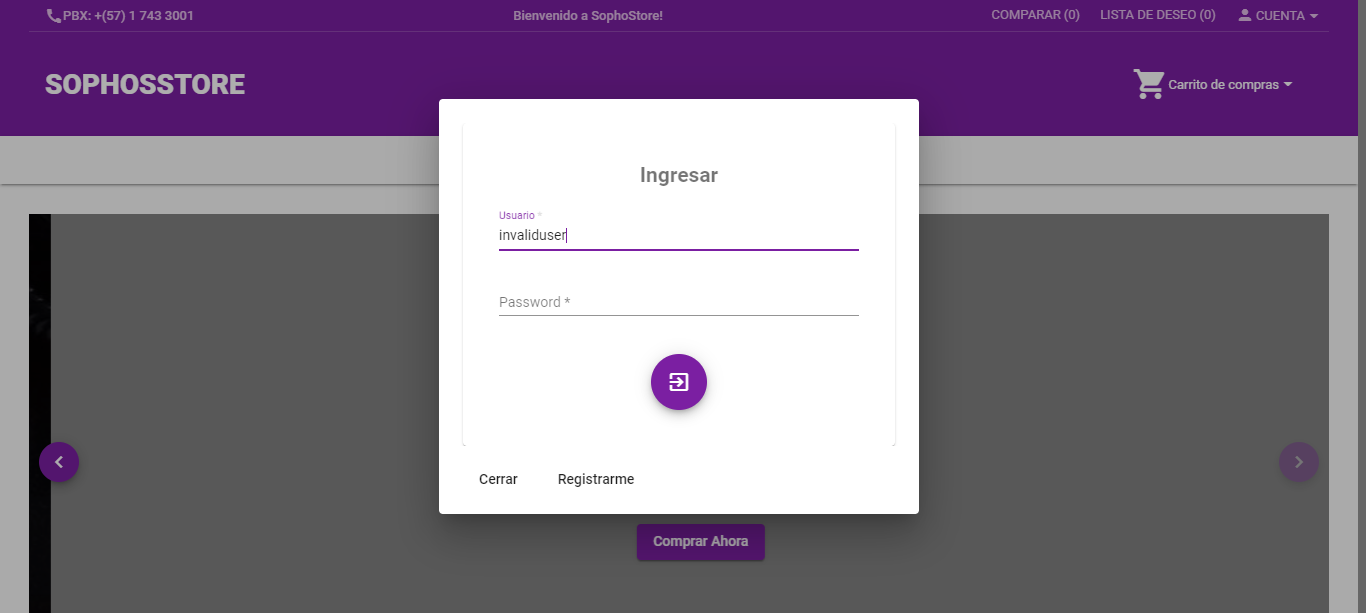 PBX: +(57) 1 743 3001
Bienvenido a SophoStore!
COMPARAR (0)
LISTA DE DESEO (0)
CUENTA
SOPHOSSTORE
Carrito de compras
Ingresar
Usuario *
invaliduser
Password *
Cerrar
Registrarme
Comprar Ahora